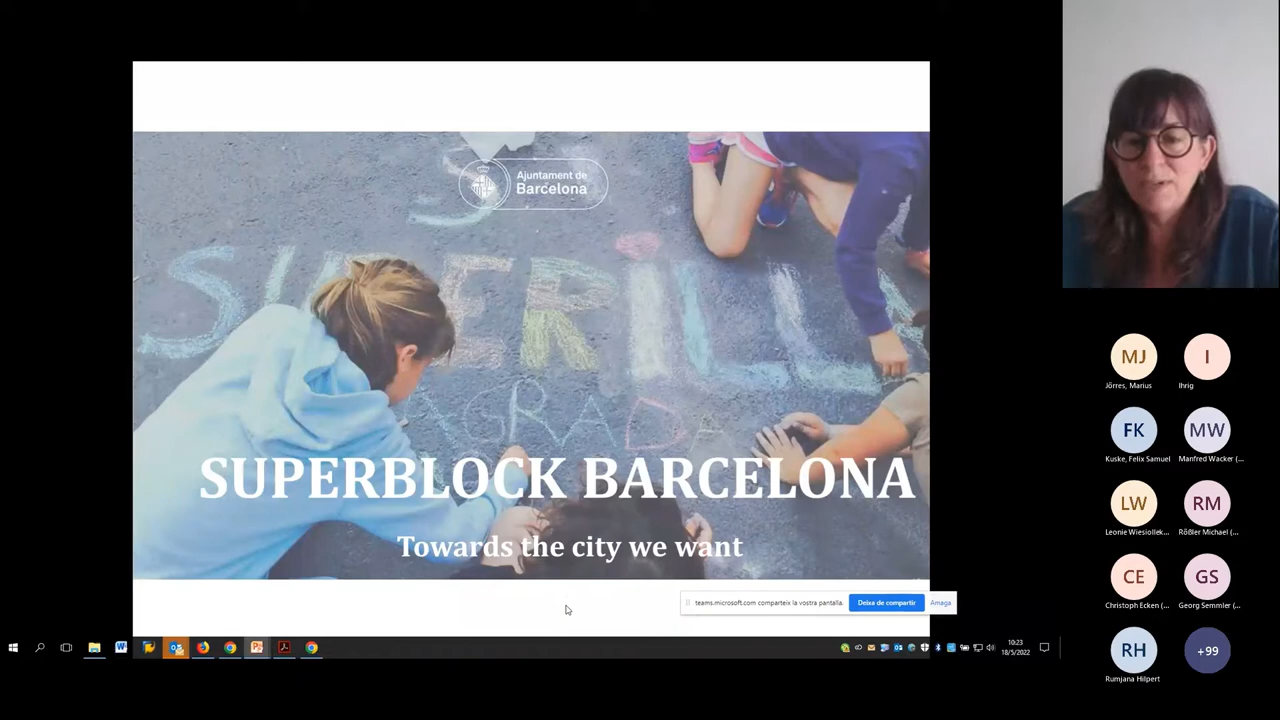 Ajuntament de
Barcelona
SUPERILL
SUPERBLOCK BARCELONA
Towards the city we want
teams.microsoft.com comparteix la vostra pantalla.
Deixa de compartir
Amaga
10:23
18/5/2022
MJ
Jörres, Marius
I
Ihrig
FK
Kuske, Felix Samuel
MW
Manfred Wacker (...
LW
Leonie Wiesiollek...
RM
Rößler Michael (...
CE
Christoph Ecken (...
GS
Georg Semmler (...
RH
Rumjana Hilpert
+99